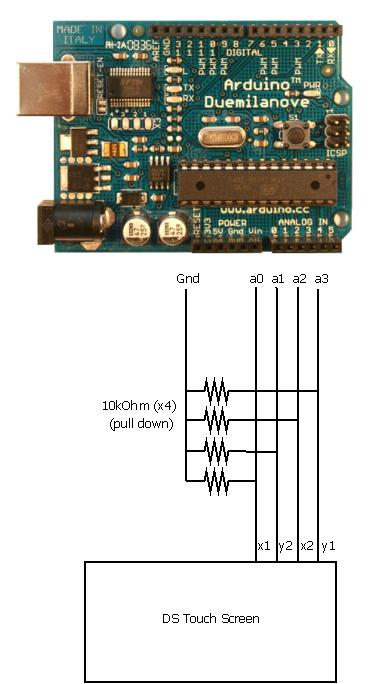 MADE IN
ITALY
RESET-EN
AREF
GND
13
12
11
10
9
8
7
6
5
4
3
2
1
0
DIGITAL
PWM
PWM
PWM
L
TX
RX
X3
TX
RX
PWR
Arduino™
Duemilanove
S1
ICSP
www.arduino.cc
RESET
3V3
5V Gnd Vin
POWER
ANALOG IN
0 1 2 3 4 5
Gnd a0 a1 a2 a3
10kOhm (x4)
(pull down)
x1 y2 x2 y1
DS Touch Screen